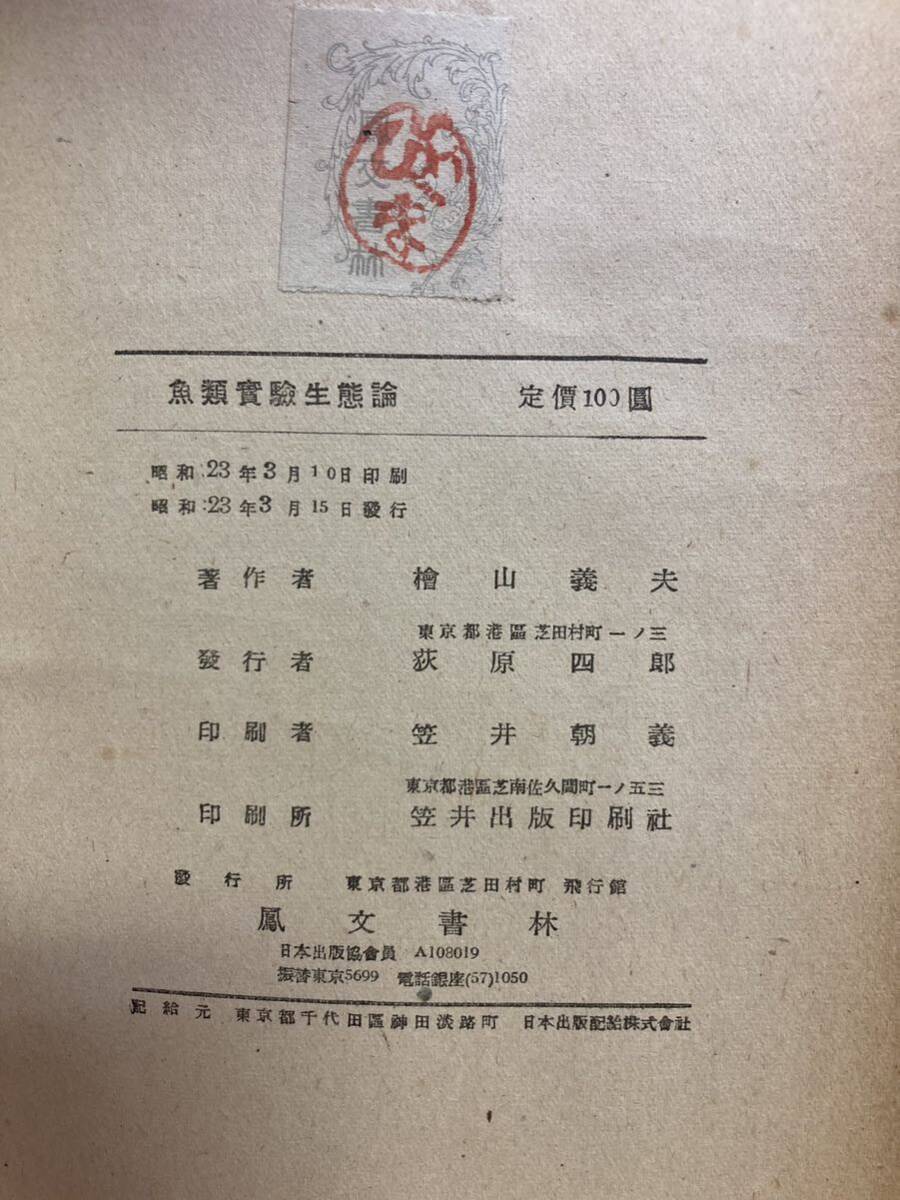 鳳文書林
ひやま
魚類實驗生態論 定價100圓
昭和23年3月10日印刷
昭和23年3月15日發行
著作者 檜山義夫
東京都港區芝田村町一ノ三
發行者 荻原四郎
印刷者 笠井朝義
東京都港區芝南佐久間町一ノ五三
印刷所 笠井出版印刷社
發行所 東京都港區芝田村町 飛行館
鳳文書林
日本出版協會員 A108019
振替東京5699 電話銀座(57)1050
配給元 東京都千代田區神田淡路町 日本出版配給株式會社